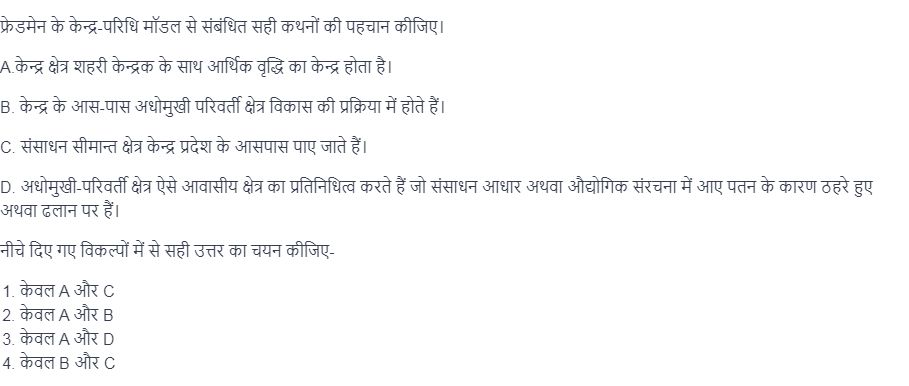 फ्रेडमेन के केन्द्र-परिधि मॉडल से संबंधित सही कथनों की पहचान कीजिए।
A.केन्द्र क्षेत्र शहरी केन्द्रक के साथ आर्थिक वृद्धि का केन्द्र होता है।
B. केन्द्र के आस-पास अधोमुखी परिवर्ती क्षेत्र विकास की प्रक्रिया में होते हैं।
C. संसाधन सीमान्त क्षेत्र केन्द्र प्रदेश के आसपास पाए जाते हैं।
D. अधोमुखी-परिवर्ती क्षेत्र ऐसे आवासीय क्षेत्र का प्रतिनिधित्व करते हैं जो संसाधन आधार अथवा औद्योगिक संरचना में आए पतन के कारण ठहरे हुए
अथवा ढलान पर हैं।
नीचे दिए गए विकल्पों में से सही उत्तर का चयन कीजिए-
1. केवल A और C
2. केवल A और B
3. केवल A और D
4. केवल B और C